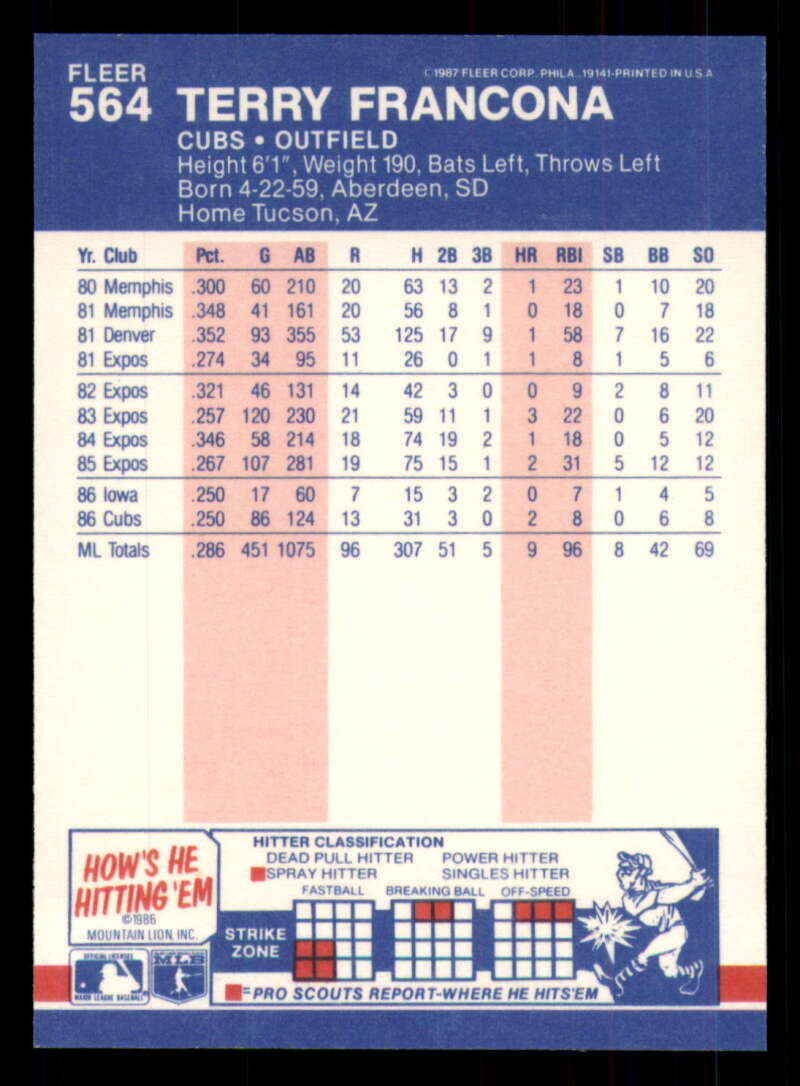 FLEER
©1987 FLEER CORP. PHILA., 19141-PRINTED IN U.S.A.
564 TERRY FRANCONA
CUBS • OUTFIELD
Height 6'1", Weight 190, Bats Left, Throws Left
Born 4-22-59, Aberdeen, SD
Home Tucson, AZ
Yr. Club Pct. G AB R H 2B 3B HR RBI SB BB SO
80 Memphis .300 60 210 20 63 13 2 1 23 1 10 20
81 Memphis .348 41 161 20 56 8 1 0 18 0 7 18
81 Denver .352 93 355 53 125 17 9 1 58 7 16 22
81 Expos .274 34 95 11 26 0 1 1 8 1 5 6
82 Expos .321 46 131 14 42 3 0 0 9 2 8 11
83 Expos .257 120 230 21 59 11 1 3 22 0 6 20
84 Expos .346 58 214 18 74 19 2 1 18 0 5 12
85 Expos .267 107 281 19 75 15 1 2 31 5 12 12
86 Iowa .250 17 60 7 15 3 2 0 7 1 4 5
86 Cubs .250 86 124 13 31 3 0 2 8 0 6 8
ML Totals .286 451 1075 96 307 51 5 9 96 8 42 69
HOW'S HE
HITTING 'EM
©1986
MOUNTAIN LION, INC.
HITTER CLASSIFICATION
DEAD PULL HITTER POWER HITTER
SPRAY HITTER SINGLES HITTER
FASTBALL BREAKING BALL OFF-SPEED
STRIKE
ZONE
=PRO SCOUTS REPORT-WHERE HE HITS'EM
OFFICIAL LICENSEE
MAJOR LEAGUE BASEBALL
MLB